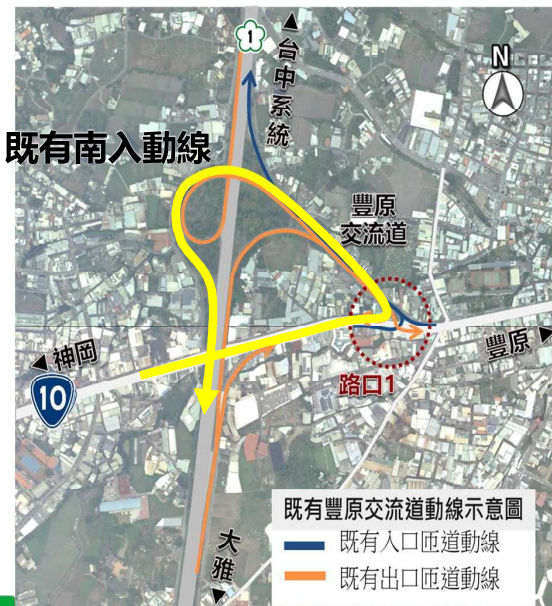 1
台中系統
N
既有南入動線
豐原
交流道
神岡
豐原
10
路口1
大雅
既有豐原交流道動線示意圖
既有入口匝道動線
既有出口匝道動線